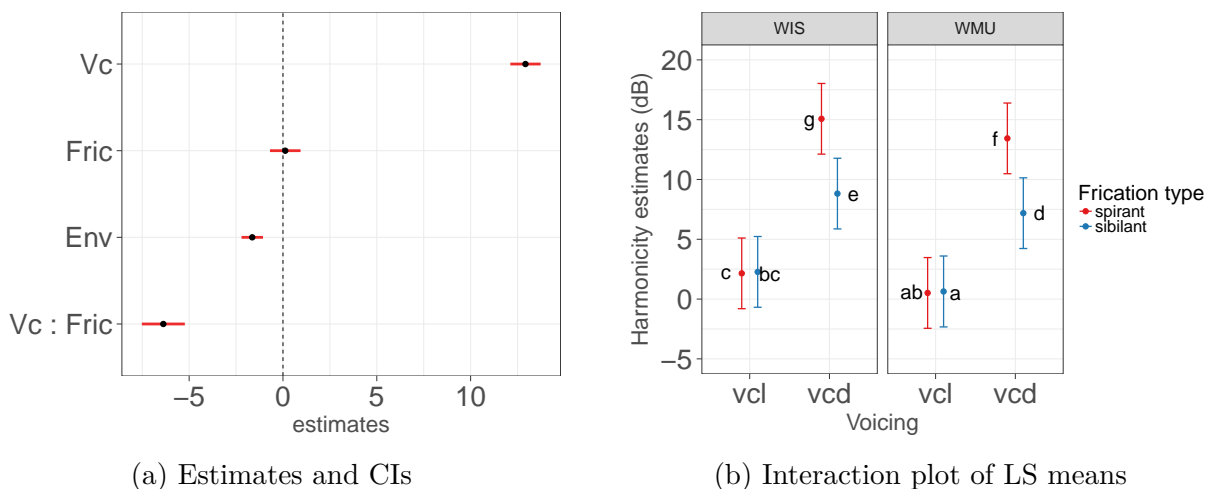 Vc
Fric
Env
Vc : Fric
−5 0 5 10
estimates
(a) Estimates and CIs
WIS WMU
Harmonicity estimates (dB)
20
15
10
5
0
−5
g
e
c
bc
f
d
ab
a
vcl vcd vcl vcd
Voicing
Frication type
spirant
sibilant
(b) Interaction plot of LS means